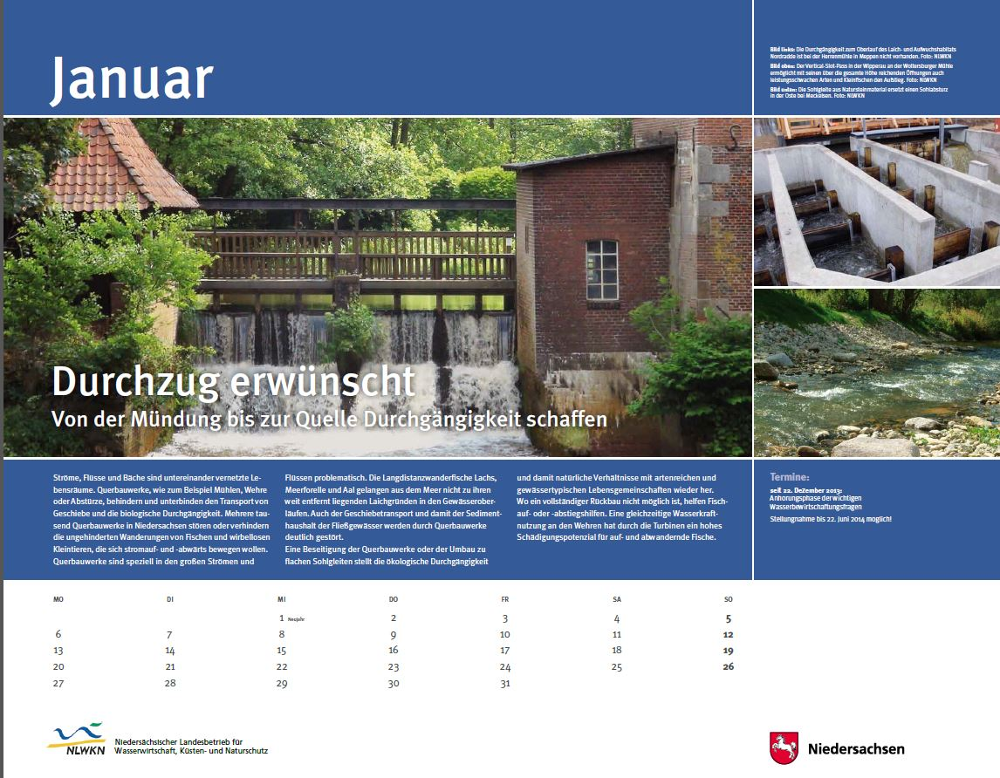 Januar
Bild links: Die Durchgängigkeit zum Oberlauf des Laich- und Aufwuchshabitats
Nordradde ist bei der Herrenmühle in Meppen nicht vorhanden. Foto: NLWKN
Bild oben: Der Vertical-Slot-Pass in der Wipperau an der Woltersburger Mühle
ermöglicht mit seinen über die gesamte Höhe reichenden Öffnungen auch
leistungsschwachen Arten und Kleinfischen den Aufstieg. Foto: NLWKN
Bild unten: Die Sohlgleite aus Natursteinmaterial ersetzt einen Sohlabsturz
in der Oste bei Meckelsen. Foto: NLWKN
Durchzug erwünscht
Von der Mündung bis zur Quelle Durchgängigkeit schaffen
Ströme, Flüsse und Bäche sind untereinander vernetzte Le-
bensräume. Querbauwerke, wie zum Beispiel Mühlen, Wehre
oder Abstürze, behindern und unterbinden den Transport von
Geschiebe und die biologische Durchgängigkeit. Mehrere tau-
send Querbauwerke in Niedersachsen stören oder verhindern
die ungehinderten Wanderungen von Fischen und wirbellosen
Kleintieren, die sich stromauf- und -abwärts bewegen wollen.
Querbauwerke sind speziell in den großen Strömen und
Flüssen problematisch. Die Langdistanzwanderfische Lachs,
Meerforelle und Aal gelangen aus dem Meer nicht zu ihren
weit entfernt liegenden Laichgründen in den Gewässerober-
läufen. Auch der Geschiebetransport und damit der Sediment-
haushalt der Fließgewässer werden durch Querbauwerke
deutlich gestört.
Eine Beseitigung der Querbauwerke oder der Umbau zu
flachen Sohlgleiten stellt die ökologische Durchgängigkeit
und damit natürliche Verhältnisse mit artenreichen und
gewässertypischen Lebensgemeinschaften wieder her.
Wo ein vollständiger Rückbau nicht möglich ist, helfen Fisch-
auf- oder -abstiegshilfen. Eine gleichzeitige Wasserkraft-
nutzung an den Wehren hat durch die Turbinen ein hohes
Schädigungspotenzial für auf- und abwandernde Fische.
Termine:
seit 22. Dezember 2013:
Anhörungsphase der wichtigen
Wasserbewirtschaftungsfragen
Stellungnahme bis 22. Juni 2014 möglich!
MO DI MI DO FR SA SO
1 Neujahr 2 3 4 5
6 7 8 9 10 11 12
13 14 15 16 17 18 19
20 21 22 23 24 25 26
27 28 29 30 31
NLWKN
Niedersächsischer Landesbetrieb für
Wasserwirtschaft, Küsten- und Naturschutz
Niedersachsen